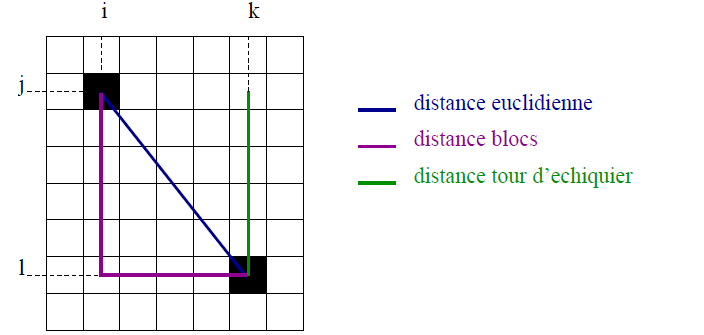 i
k
j
l
distance euclidienne
distance blocs
distance tour d'echiquier